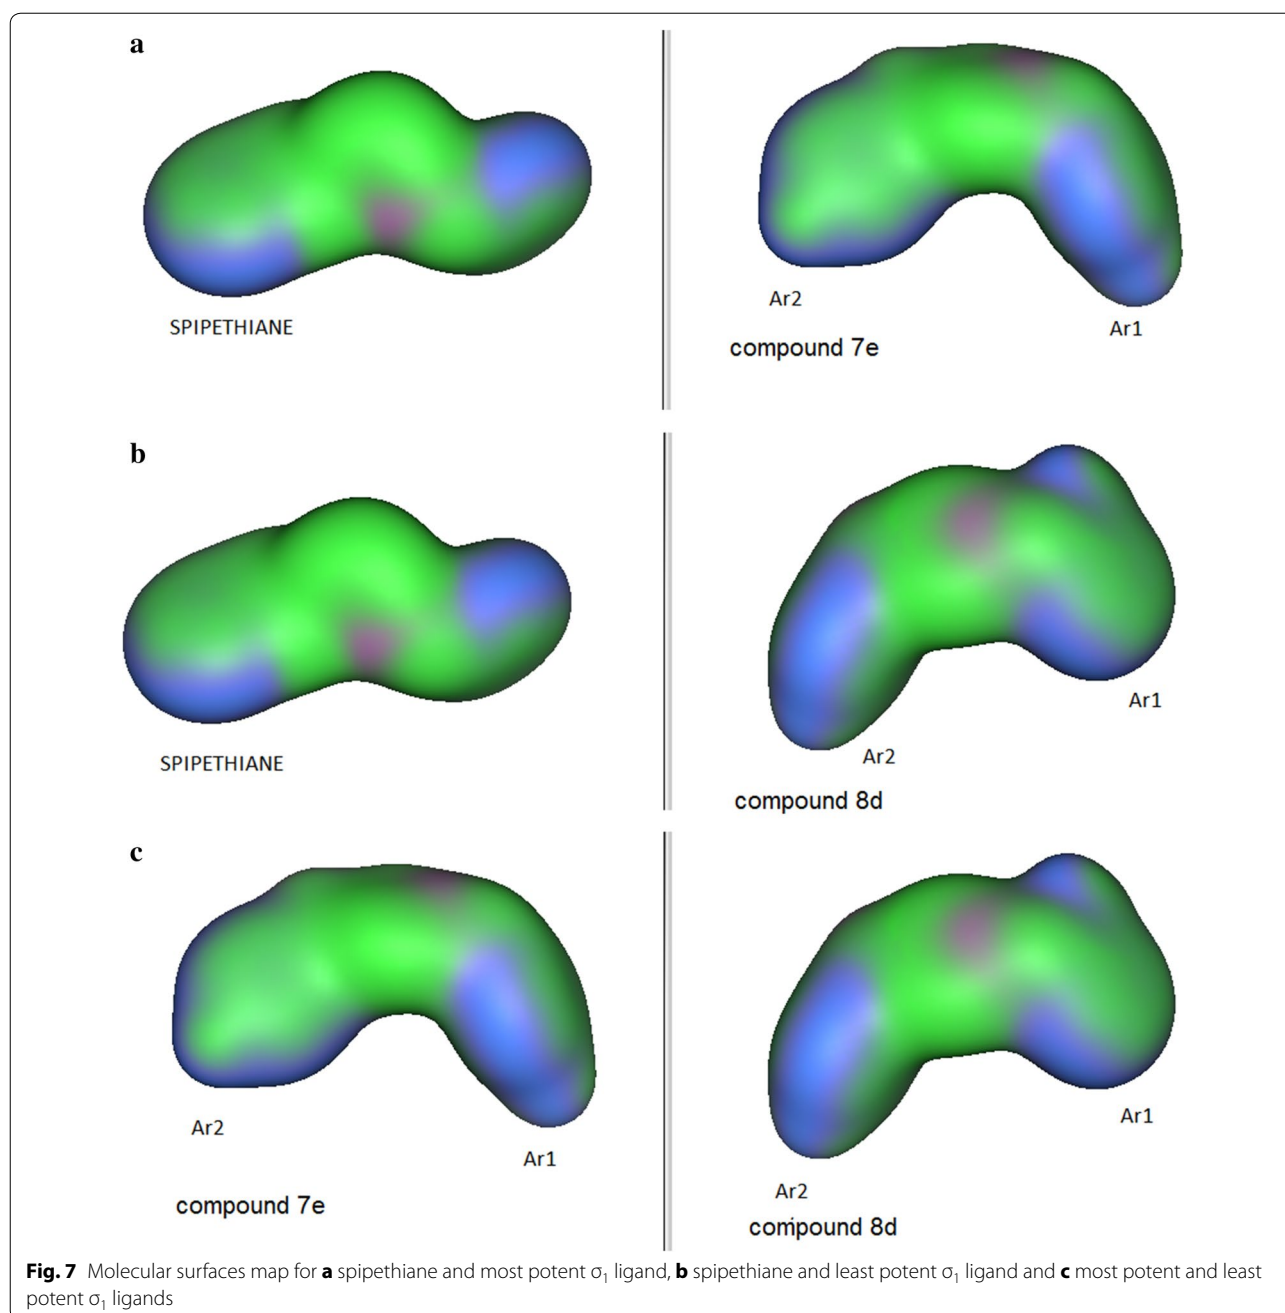 a
SPIPETHIANE
Ar2
Ar1
compound 7e
b
SPIPETHIANE
Ar1
Ar2
compound 8d
c
Ar2
Ar1
compound 7e
Ar1
Ar2
compound 8d
Fig. 7 Molecular surfaces map for a spipethiane and most potent σ₁ ligand, b spipethiane and least potent σ₁ ligand and c most potent and least
potent σ₁ ligands